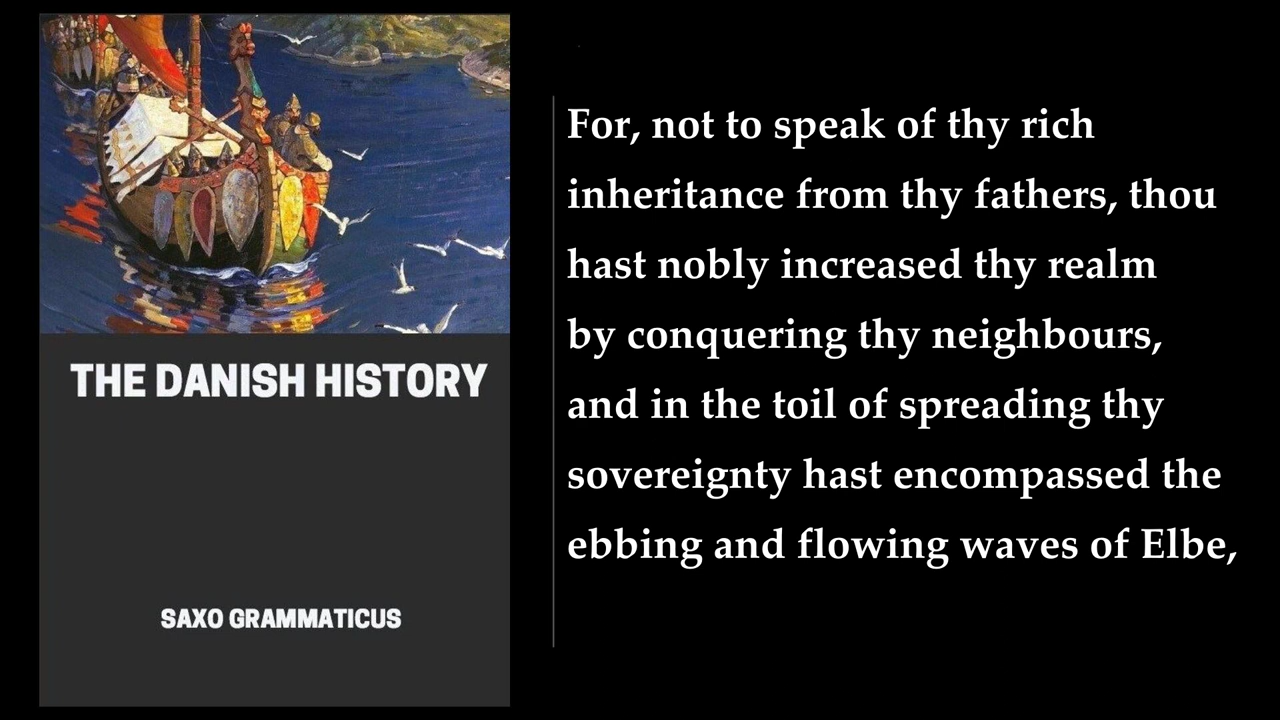 THE DANISH HISTORY
SAXO GRAMMATICUS
For, not to speak of thy rich
inheritance from thy fathers, thou
hast nobly increased thy realm
by conquering thy neighbours,
and in the toil of spreading thy
sovereignty hast encompassed the
ebbing and flowing waves of Elbe,